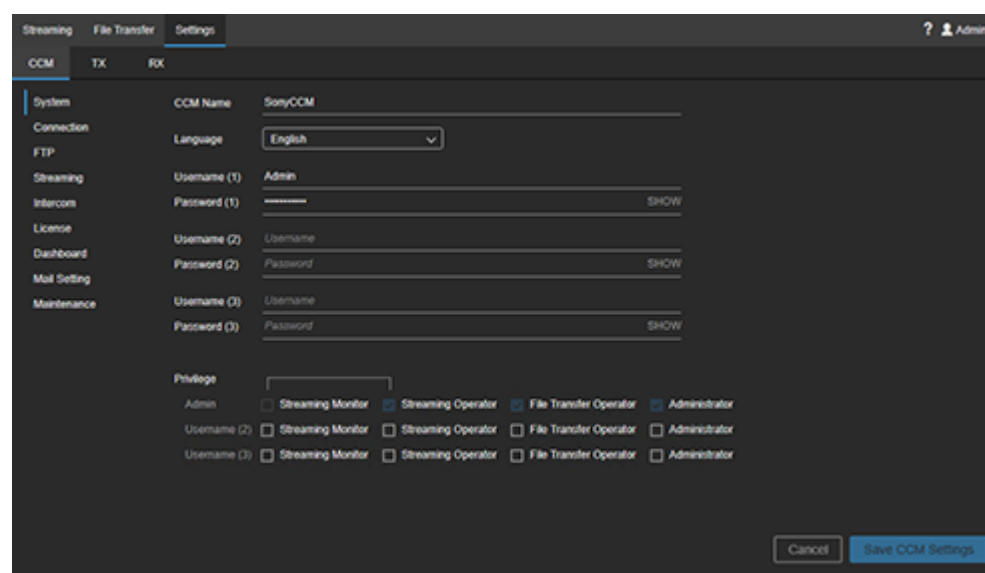 Streaming File Transfer Settings ? Admin
CCM TX RX
System CCM Name SonyCCM
Connection
Language English
FTP
Streaming Username (1) Admin
Intercom Password (1) SHOW
License
Username (2) Username
Dashboard
Password (2) Password SHOW
Mail Setting
Maintenance Username (3) Username
Password (3) Password SHOW
Privilege
Admin Streaming Monitor Streaming Operator File Transfer Operator Administrator
Username (2) Streaming Monitor Streaming Operator File Transfer Operator Administrator
Username (3) Streaming Monitor Streaming Operator File Transfer Operator Administrator
Cancel Save CCM Settings